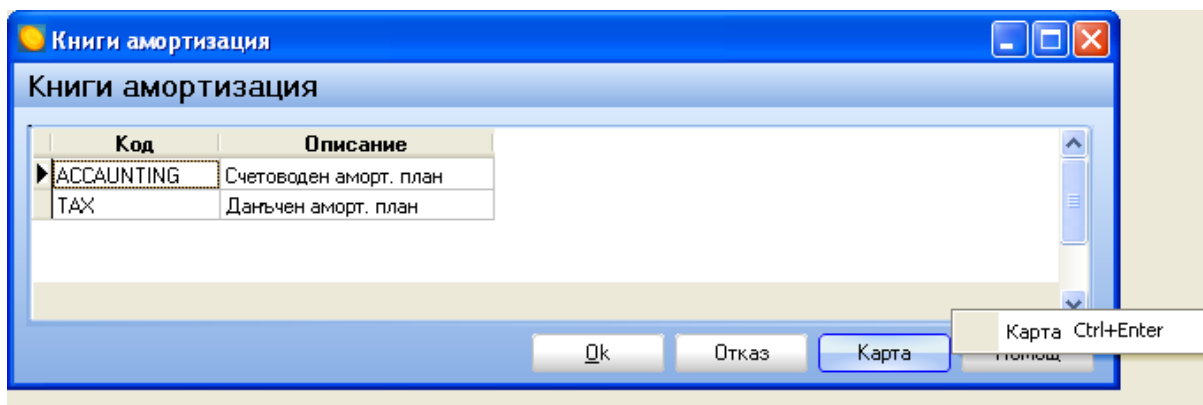 Книги амортизация
Книги амортизация
Код Описание
ACCAUNTING Счетоводен аморт. план
TAX Данъчен аморт. план
Ok Отказ Карта Помощ
Карта Ctrl+Enter